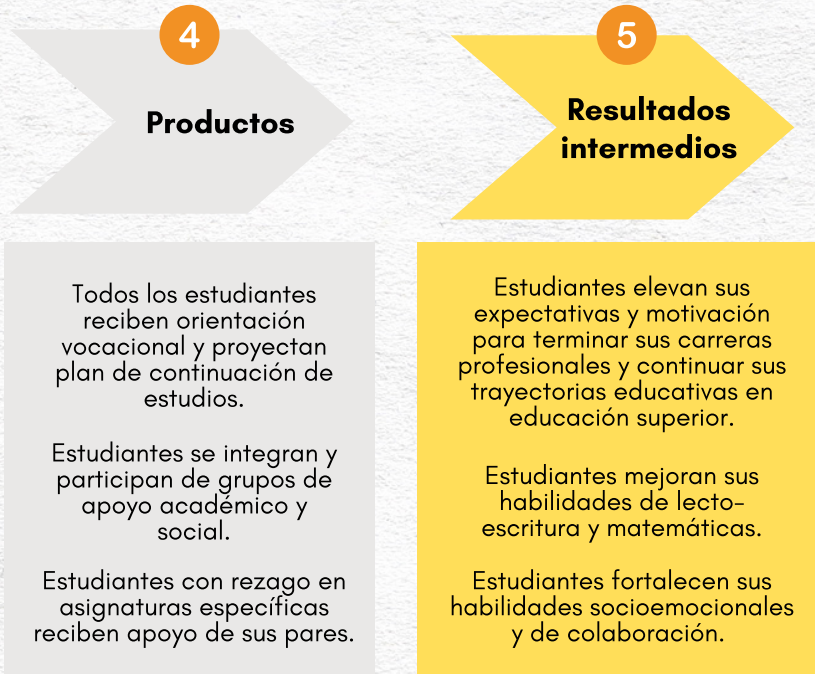 4
Productos
Todos los estudiantes
reciben orientación
vocacional y proyectan
plan de continuación de
estudios.
Estudiantes se integran y
participan de grupos de
apoyo académico y
social.
Estudiantes con rezago en
asignaturas específicas
reciben apoyo de sus pares.
5
Resultados
intermedios
Estudiantes elevan sus
expectativas y motivación
para terminar sus carreras
profesionales y continuar sus
trayectorias educativas en
educación superior.
Estudiantes mejoran sus
habilidades de lecto-
escritura y matemáticas.
Estudiantes fortalecen sus
habilidades socioemocionales
y de colaboración.